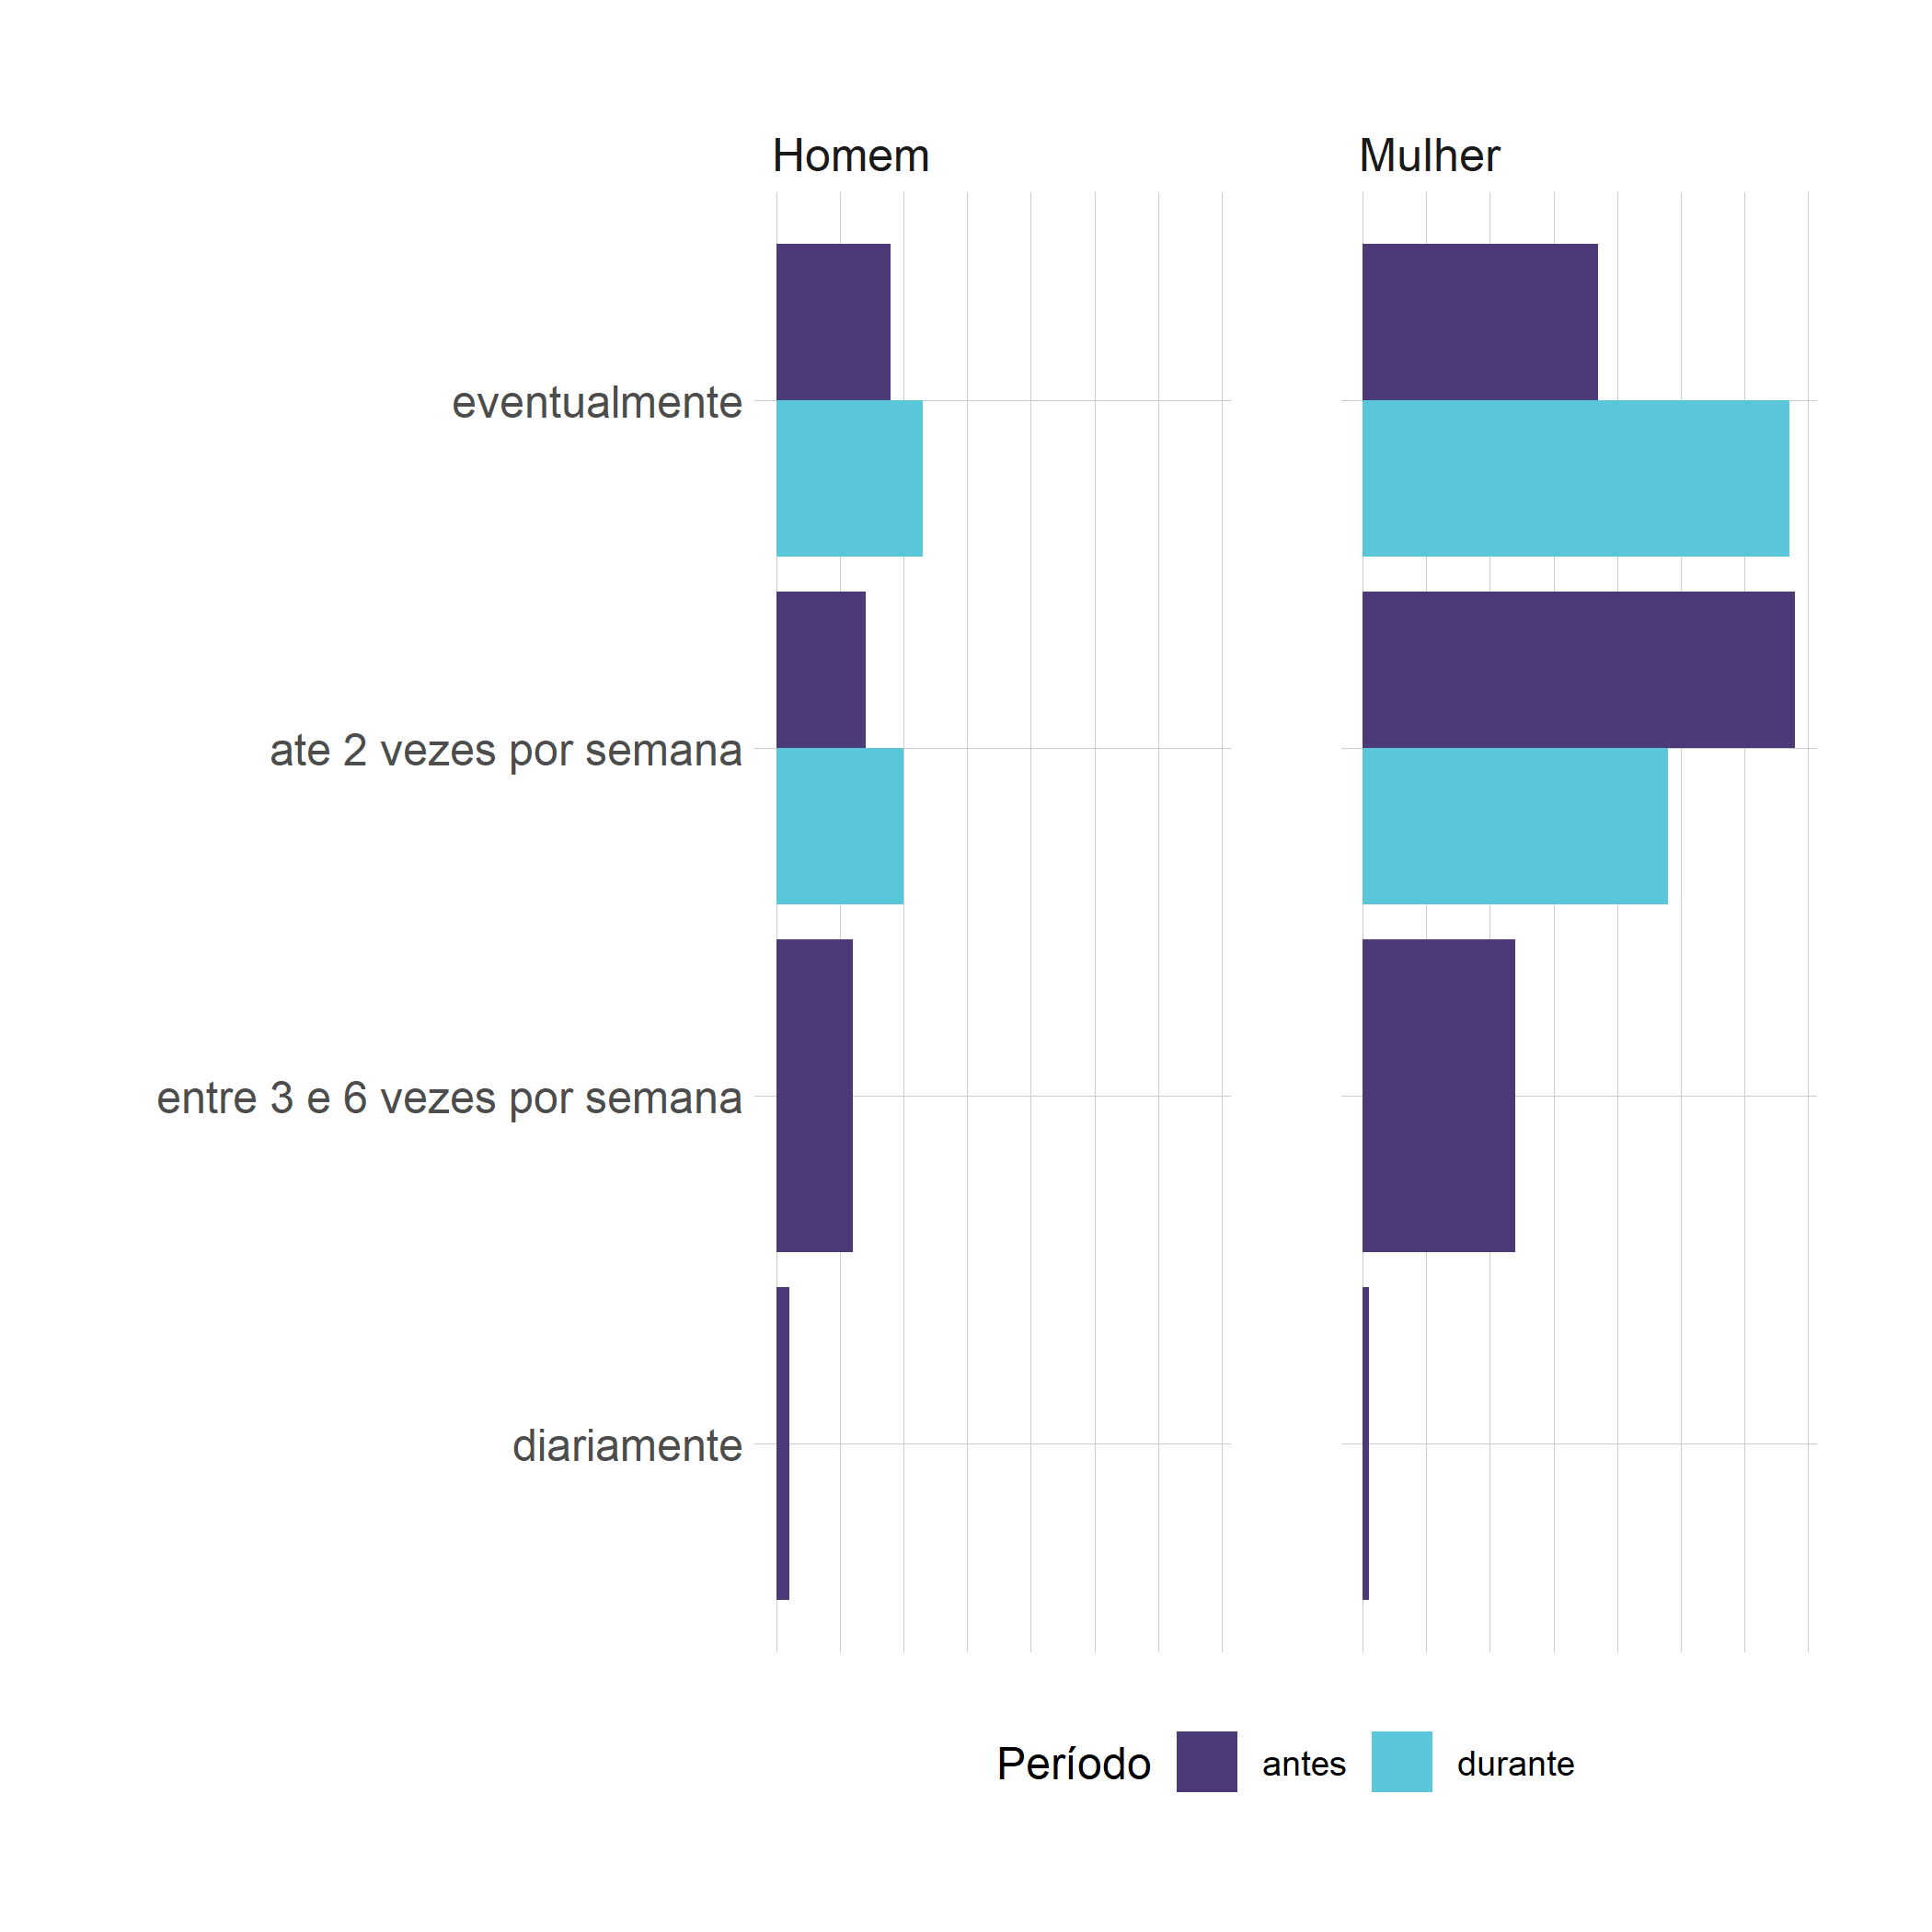 Homem Mulher
eventualmente
ate 2 vezes por semana
entre 3 e 6 vezes por semana
diariamente
Período antes durante